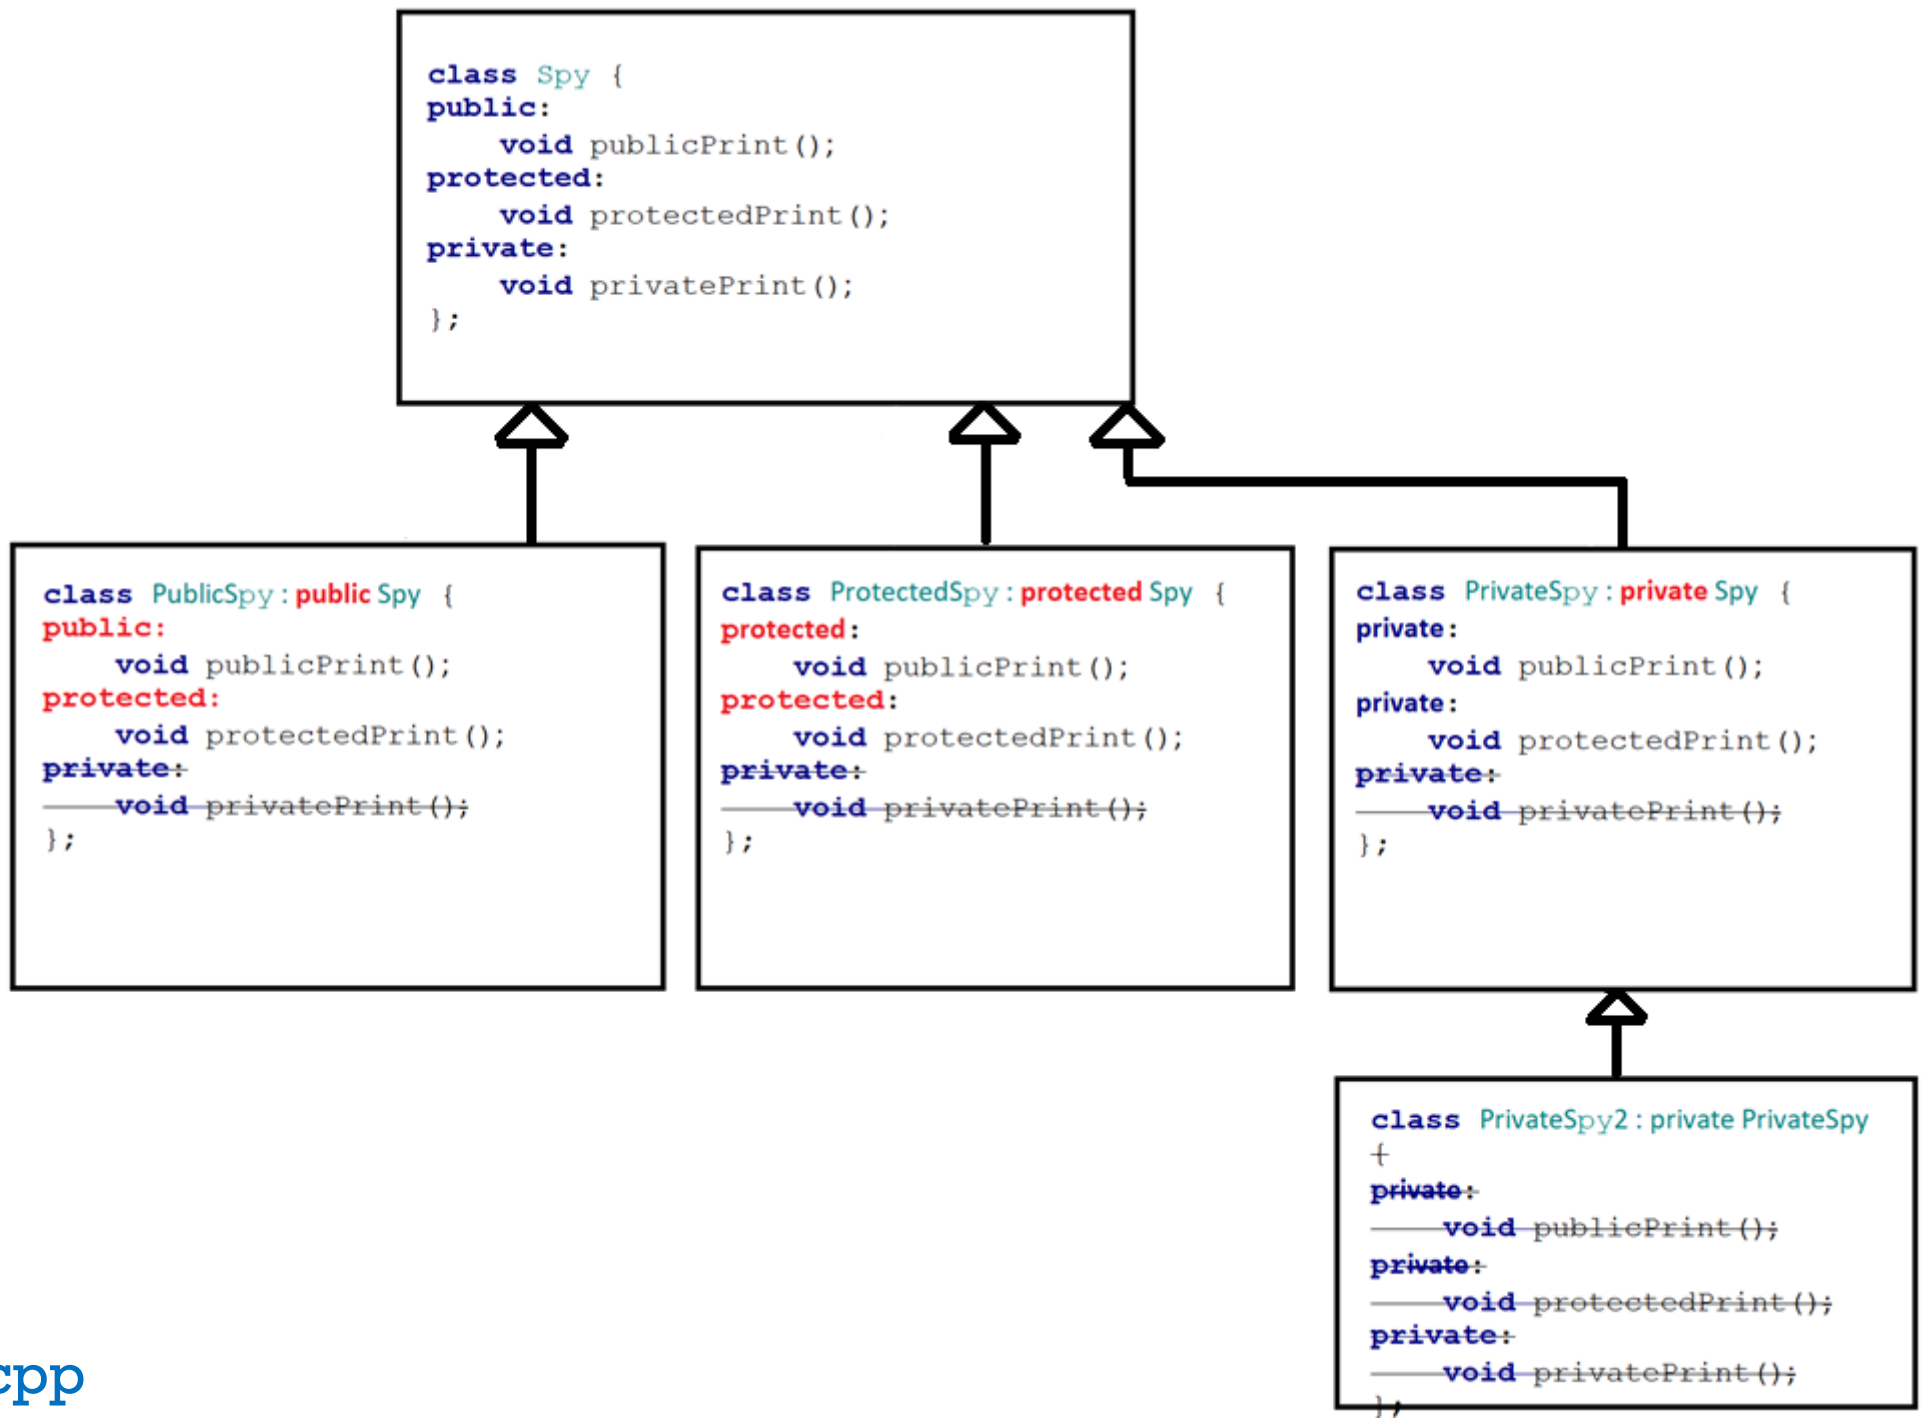 class Spy {
public:
void publicPrint();
protected:
void protectedPrint();
private:
void privatePrint();
};
class PublicSpy : public Spy {
public:
void publicPrint();
protected:
void protectedPrint();
private:
void privatePrint();
};
class ProtectedSpy : protected Spy {
protected:
void publicPrint();
protected:
void protectedPrint();
private:
void privatePrint();
};
class PrivateSpy : private Spy {
private:
void publicPrint();
private:
void protectedPrint();
private:
void privatePrint();
};
class PrivateSpy2 : private PrivateSpy
{
private:
void publicPrint();
private:
void protectedPrint();
private:
void privatePrint();
};
cpp